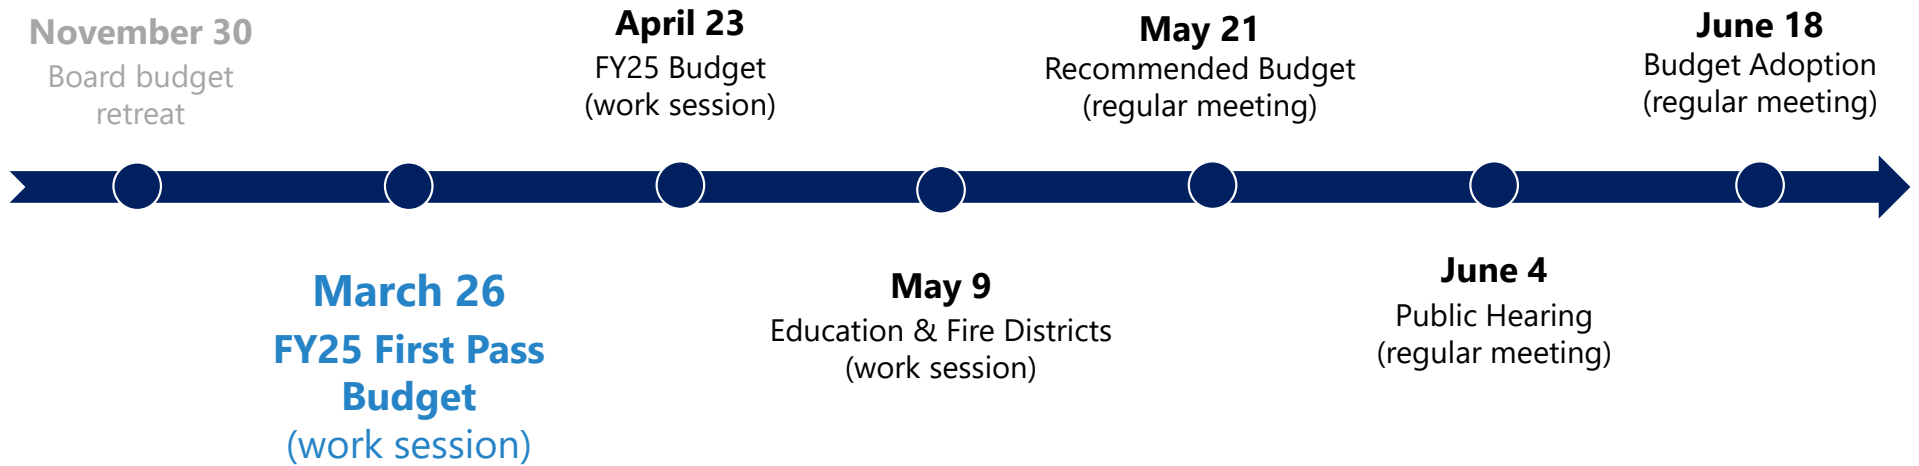 November 30
Board budget
retreat
March 26
FY25 First Pass
Budget
(work session)
April 23
FY25 Budget
(work session)
May 9
Education & Fire Districts
(work session)
May 21
Recommended Budget
(regular meeting)
June 4
Public Hearing
(regular meeting)
June 18
Budget Adoption
(regular meeting)